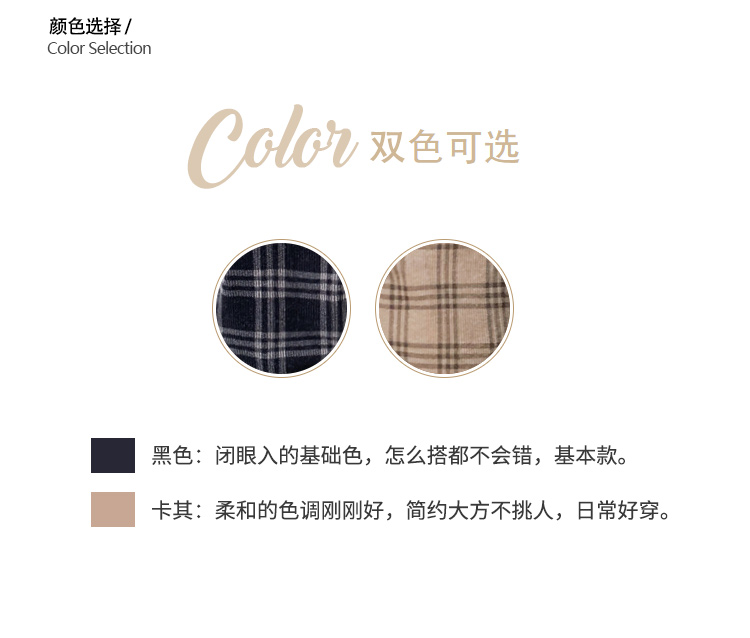 颜色选择 /
Color Selection
Color 双色可选
黑色：闭眼入的基础色，怎么搭都不会错，基本款。
卡其：柔和的色调刚刚好，简约大方不挑人，日常好穿。